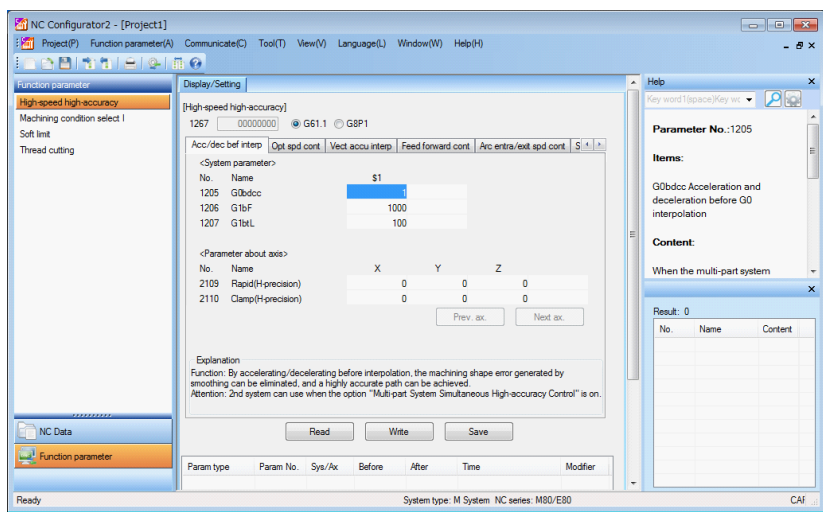 NC Configurator2 - [Project1]
Project(P) Function parameter(A) Communicate(C) Tool(T) View(V) Language(L) Window(W) Help(H)
Function parameter
High-speed high-accuracy
Machining condition select I
Soft limit
Thread cutting
NC Data
Function parameter
Display/Setting
[High-speed high-accuracy]
1267 00000000 G61.1 G8P1
Acc/dec bef interp Opt spd cont Vect accu interp Feed forward cont Arc entra/exit spd cont S
<System parameter>
No. Name $1
1205 G0bdcc 1
1206 G1bF 1000
1207 G1btL 100
<Parameter about axis>
No. Name X Y Z
2109 Rapid(H-precision) 0 0 0
2110 Clamp(H-precision) 0 0 0
Prev. ax. Next ax.
Explanation
Function: By accelerating/decelerating before interpolation, the machining shape error generated by
smoothing can be eliminated, and a highly accurate path can be achieved.
Attention: 2nd system can use when the option "Multi-part System Simultaneous High-accuracy Control" is on.
Read Write Save
Param type Param No. Sys/Ax Before After Time Modifier
Help
Key word1(space)Key wc
Parameter No.:1205
Items:
G0bdcc Acceleration and
deceleration before G0
interpolation
Content:
When the multi-part system
Result: 0
No. Name Content
Ready System type: M System NC series: M80/E80 CAF